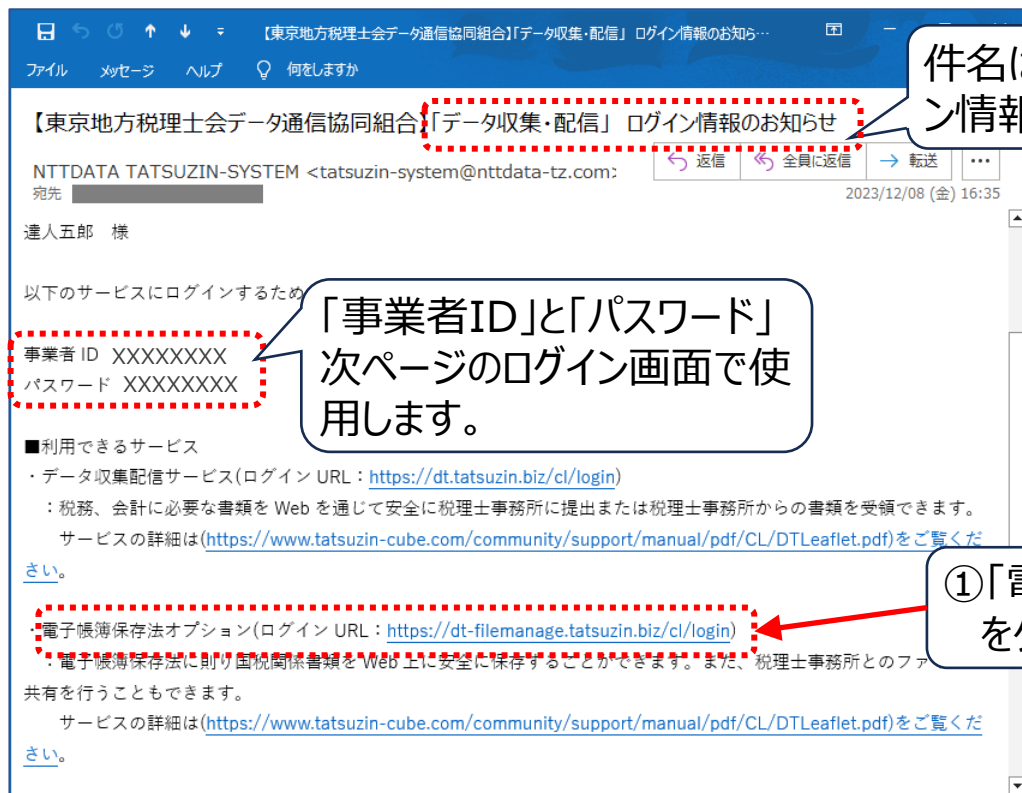 【東京地方税理士会データ通信協同組合】「データ収集・配信」 ログイン情報のお知ら…
ファイル メッセージ ヘルプ 何をしますか
件名は
ン情報
【東京地方税理士会データ通信協同組合】「データ収集・配信」 ログイン情報のお知らせ
返信 全員に返信 転送
NTTDATA TATSUZIN-SYSTEM <tatsuzin-system@nttdata-tz.com>
宛先
2023/12/08 (金) 16:35
達人五郎 様
以下のサービスにログインするため
「事業者ID」と「パスワード」
次ページのログイン画面で使
用します。
事業者 ID XXXXXXXX
パスワード XXXXXXXX
■利用できるサービス
・データ収集配信サービス(ログイン URL：https://dt.tatsuzin.biz/cl/login)
：税務、会計に必要な書類を Web を通じて安全に税理士事務所に提出または税理士事務所からの書類を受領できます。
サービスの詳細は(https://www.tatsuzin-cube.com/community/support/manual/pdf/CL/DTLeaflet.pdf)をご覧くだ
さい。
①「電
を
・電子帳簿保存法オプション(ログイン URL：https://dt-filemanage.tatsuzin.biz/cl/login)
：電子帳簿保存法に則り国税関係書類を Web 上に安全に保存することができます。また、税理士事務所とのファ
共有を行うこともできます。
サービスの詳細は(https://www.tatsuzin-cube.com/community/support/manual/pdf/CL/DTLeaflet.pdf)をご覧くだ
さい。